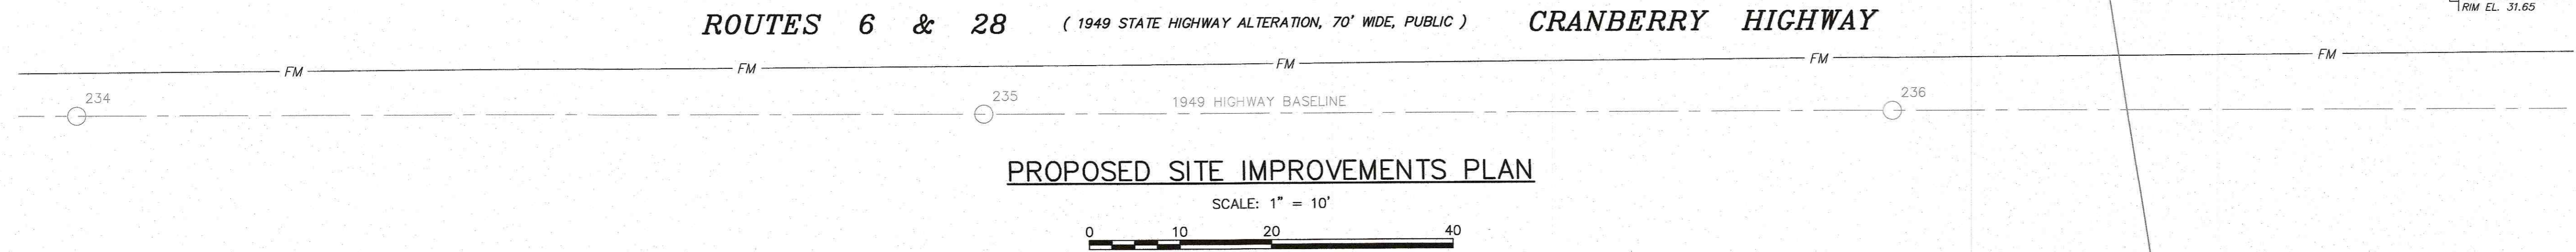 ROUTES 6 & 28 ( 1949 STATE HIGHWAY ALTERATION, 70' WIDE, PUBLIC ) CRANBERRY HIGHWAY
RIM EL. 31.65
FM FM FM FM FM
234 235 1949 HIGHWAY BASELINE 236
PROPOSED SITE IMPROVEMENTS PLAN
SCALE: 1" = 10'
0 10 20 40